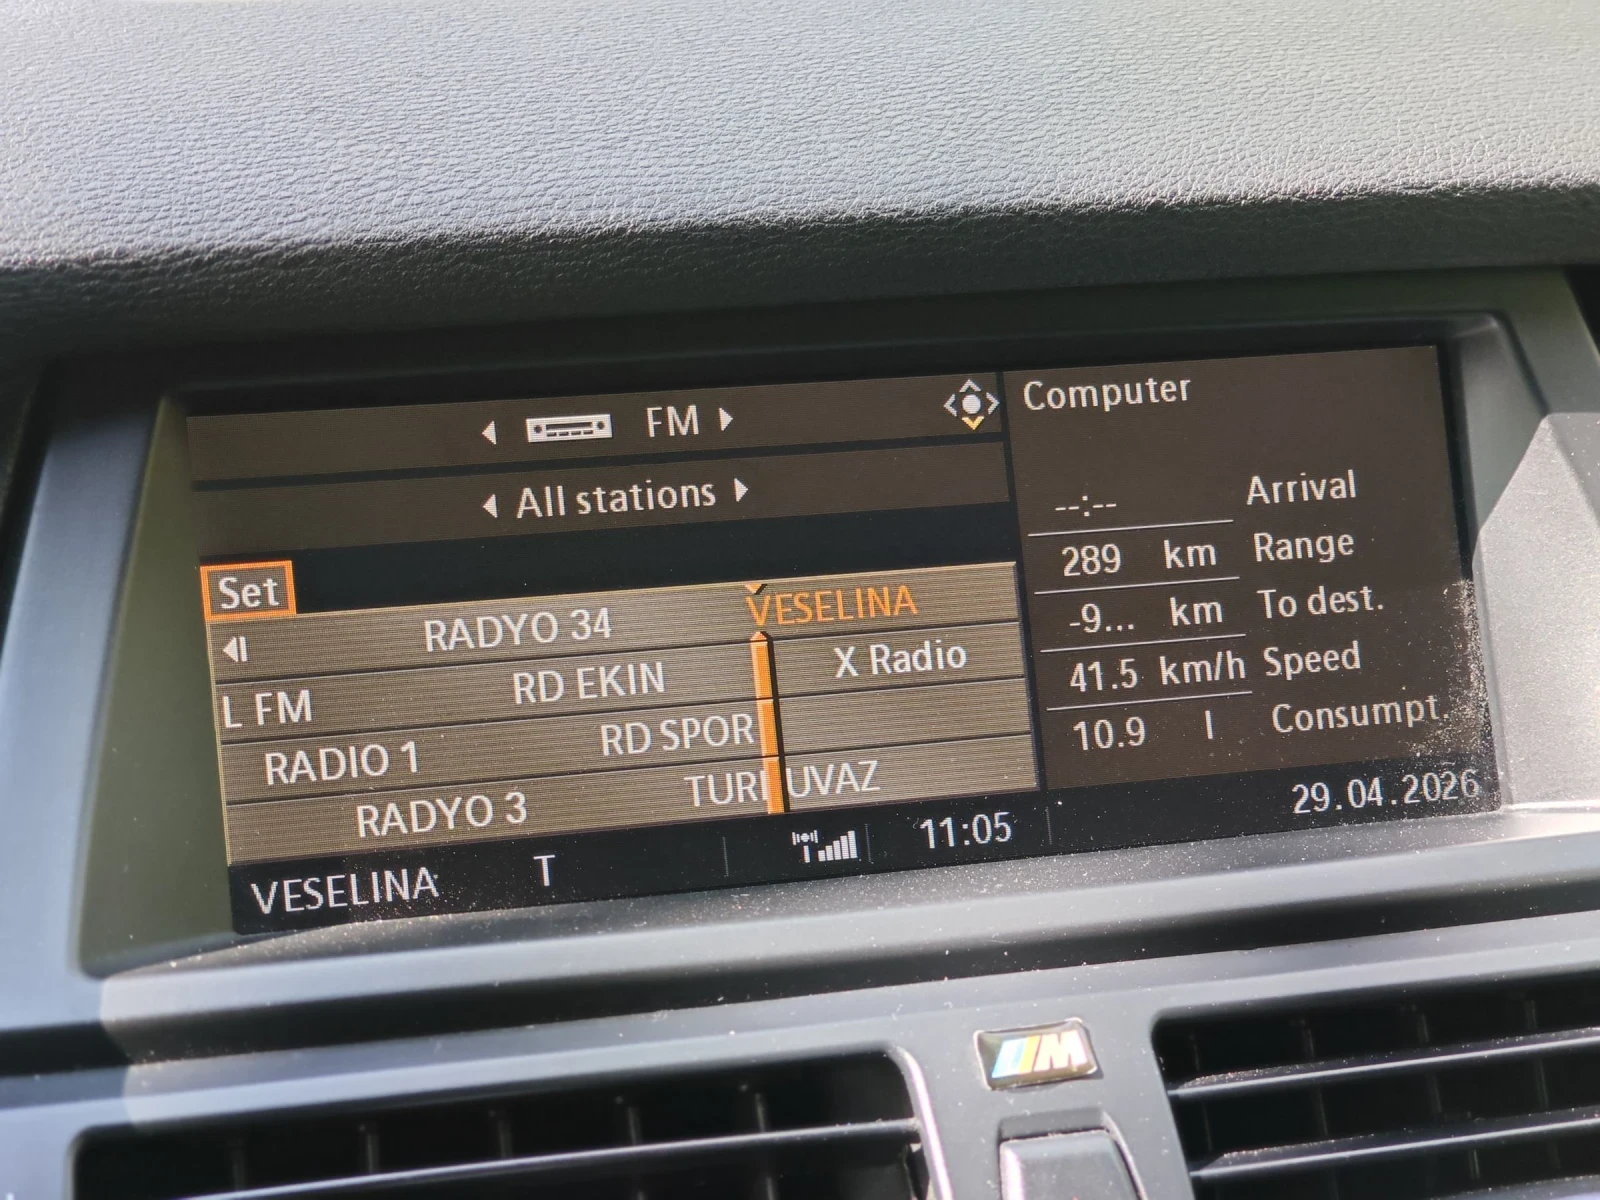 FM
All stations
Set
RADYO 34 VESELINA
RD EKIN X Radio
L FM RD SPOR
RADIO 1 UVAZ
RADYO 3
VESELINA T 11:05
Computer
--:-- Arrival
289 km Range
-9... km To dest.
41.5 km/h Speed
10.9 l Consumpt.
29.04.2026
M